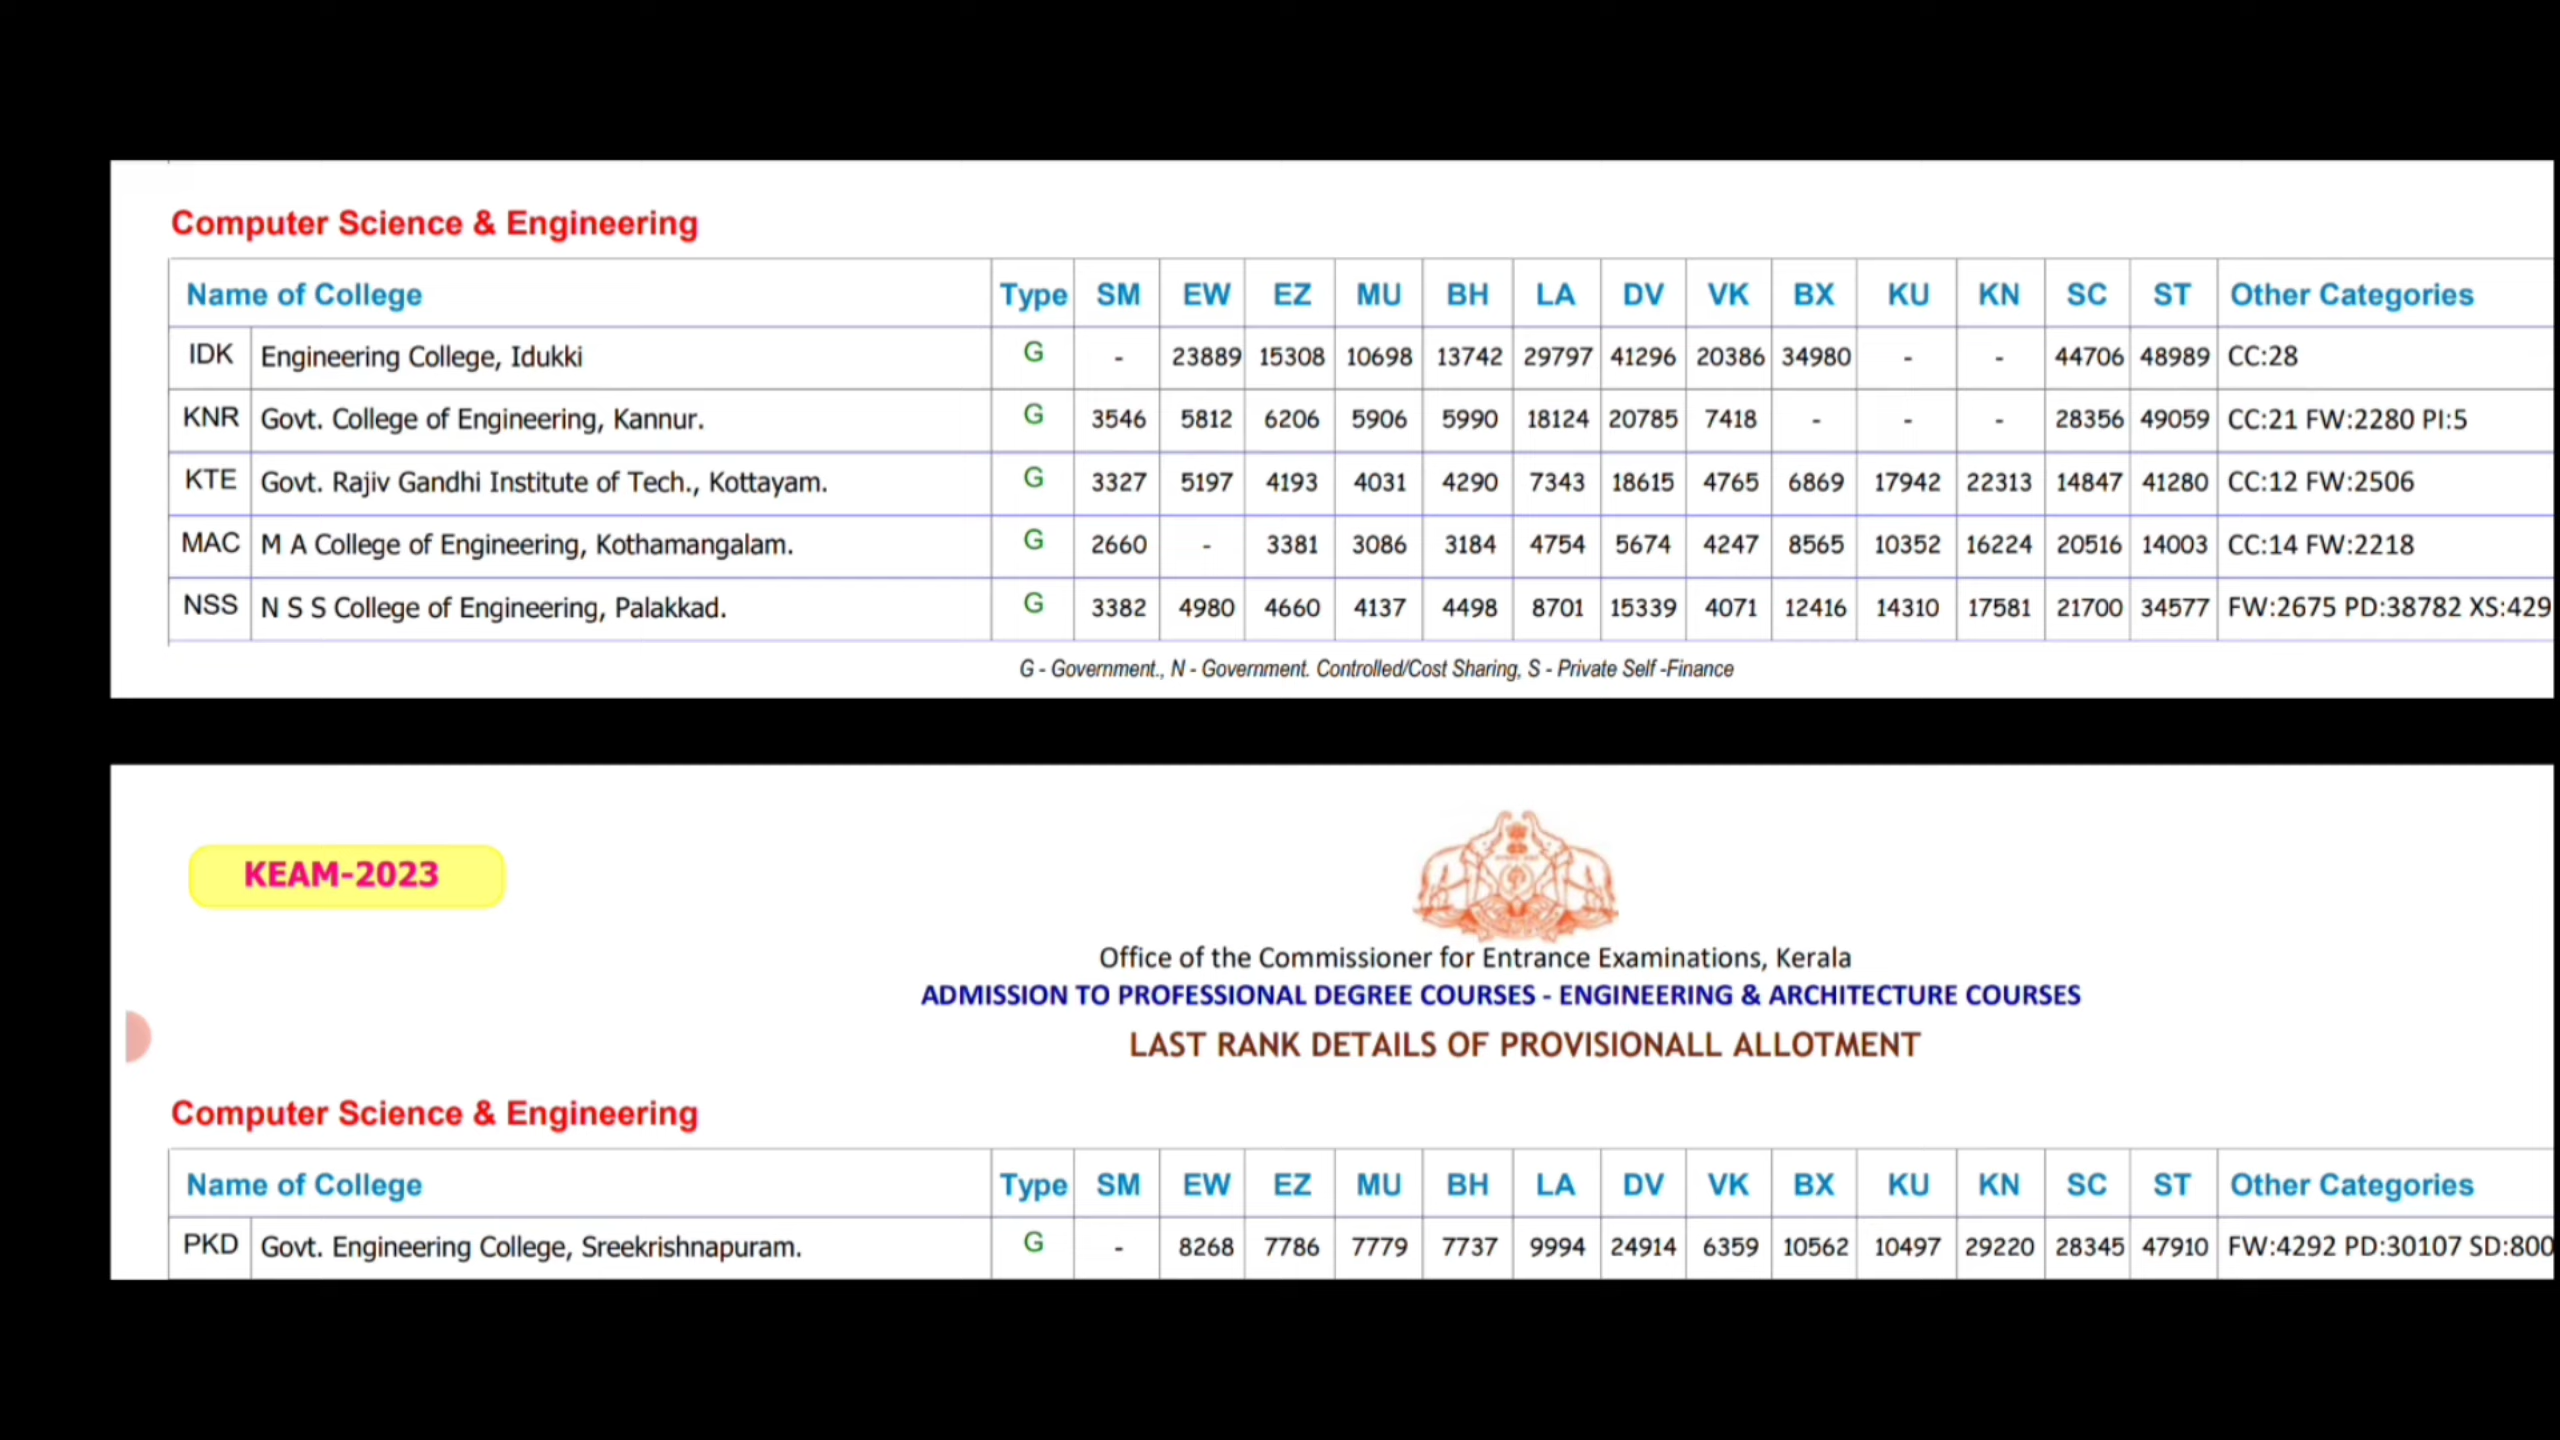 Computer Science & Engineering
Name of College Type SM EW EZ MU BH LA DV VK BX KU KN SC ST Other Categories
IDK Engineering College, Idukki G - 23889 15308 10698 13742 29797 41296 20386 34980 - - 44706 48989 CC:28
KNR Govt. College of Engineering, Kannur. G 3546 5812 6206 5906 5990 18124 20785 7418 - - - 28356 49059 CC:21 FW:2280 PI:5
KTE Govt. Rajiv Gandhi Institute of Tech., Kottayam. G 3327 5197 4193 4031 4290 7343 18615 4765 6869 17942 22313 14847 41280 CC:12 FW:2506
MAC M A College of Engineering, Kothamangalam. G 2660 - 3381 3086 3184 4754 5674 4247 8565 10352 16224 20516 14003 CC:14 FW:2218
NSS N S S College of Engineering, Palakkad. G 3382 4980 4660 4137 4498 8701 15339 4071 12416 14310 17581 21700 34577 FW:2675 PD:38782 XS:429
G - Government., N - Government. Controlled/Cost Sharing, S - Private Self -Finance
KEAM-2023
Office of the Commissioner for Entrance Examinations, Kerala
ADMISSION TO PROFESSIONAL DEGREE COURSES - ENGINEERING & ARCHITECTURE COURSES
LAST RANK DETAILS OF PROVISIONALL ALLOTMENT
Computer Science & Engineering
Name of College Type SM EW EZ MU BH LA DV VK BX KU KN SC ST Other Categories
PKD Govt. Engineering College, Sreekrishnapuram. G - 8268 7786 7779 7737 9994 24914 6359 10562 10497 29220 28345 47910 FW:4292 PD:30107 SD:800